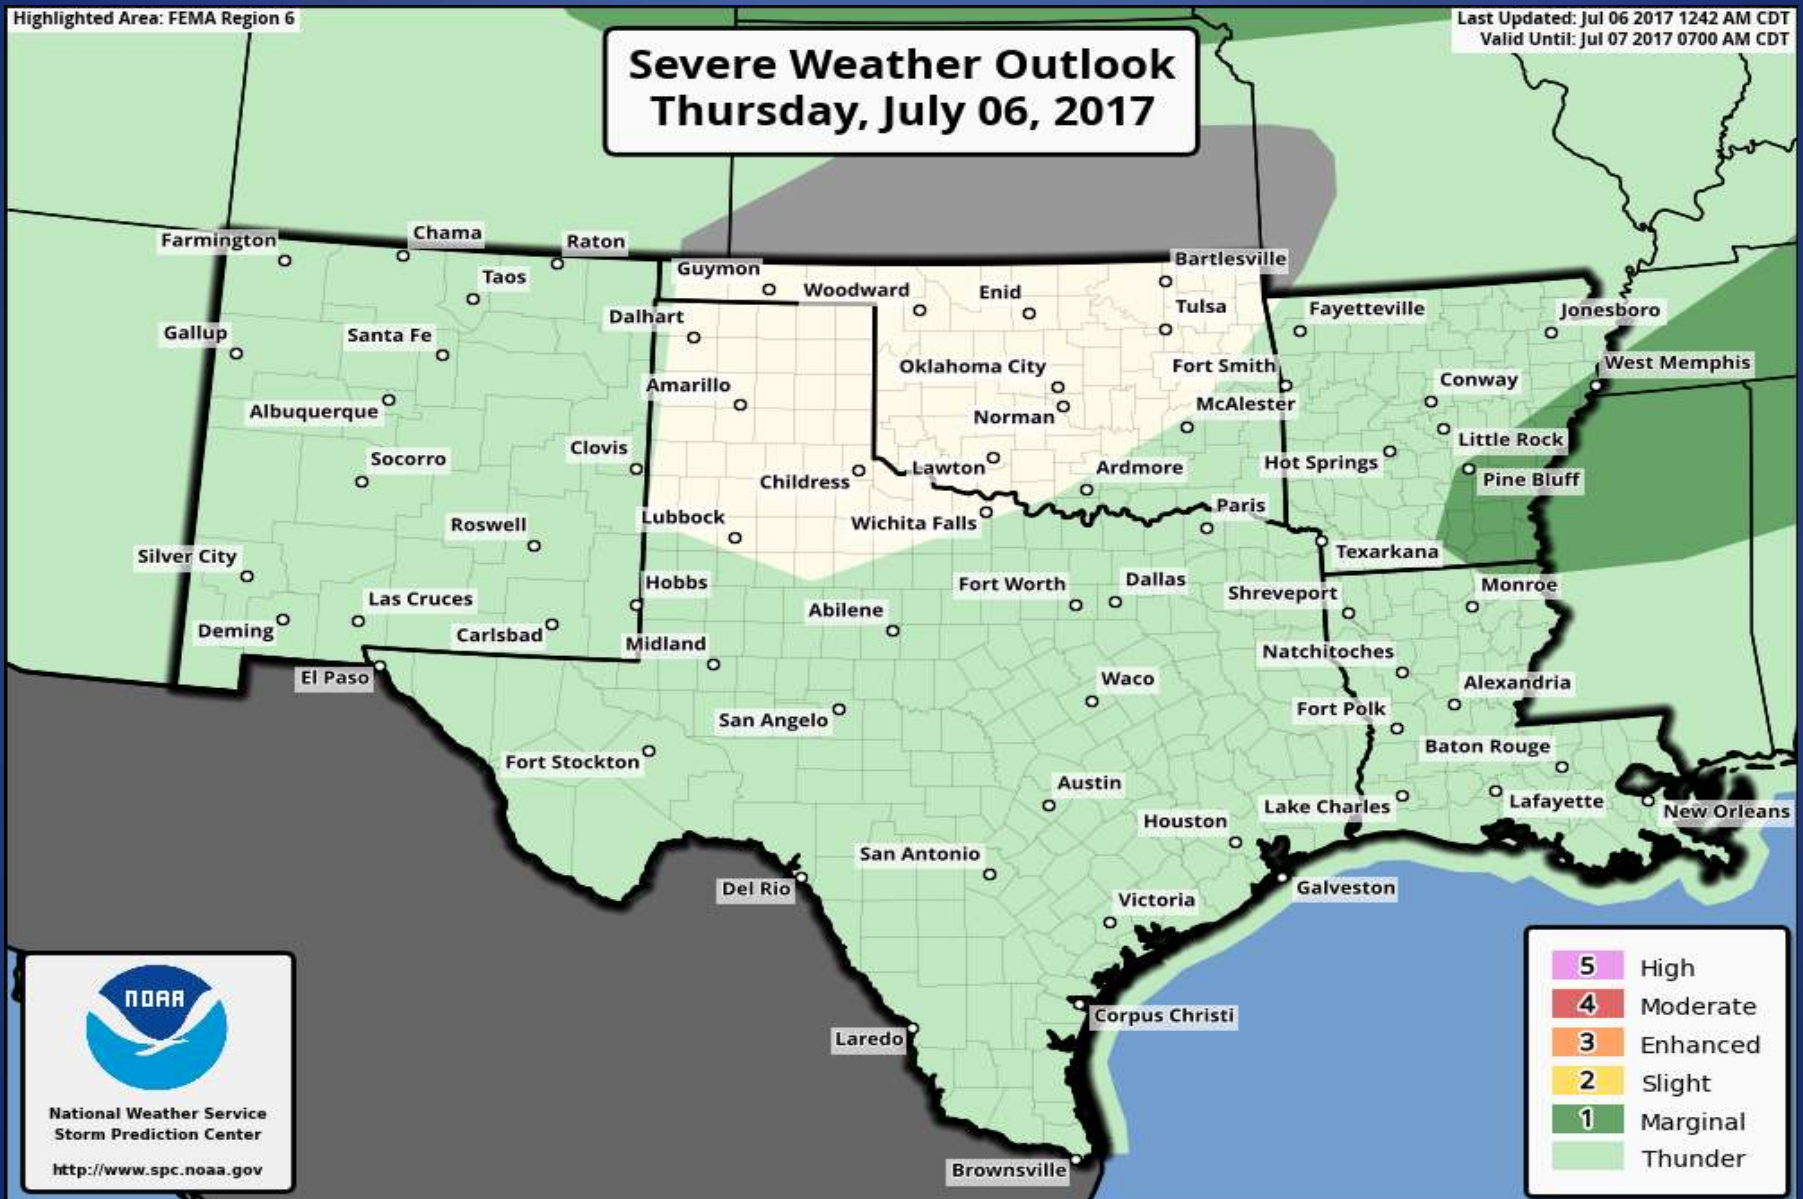 Highlighted Area: FEMA Region 6
Last Updated: Jul 06 2017 1242 AM CDT
Valid Until: Jul 07 2017 0700 AM CDT
Severe Weather Outlook
Thursday, July 06, 2017
Farmington
Chama
Raton
Taos
Guymon
Woodward
Enid
Bartlesville
Tulsa
Gallup
Santa Fe
Dalhart
Fayetteville
Jonesboro
Albuquerque
Amarillo
Oklahoma City
Norman
Fort Smith
McAlester
Conway
West Memphis
Socorro
Clovis
Childress
Lawton
Ardmore
Hot Springs
Little Rock
Pine Bluff
Roswell
Lubbock
Wichita Falls
Paris
Texarkana
Silver City
Hobbs
Fort Worth
Dallas
Shreveport
Monroe
Las Cruces
Deming
Carlsbad
Midland
Abilene
Natchitoches
El Paso
San Angelo
Waco
Alexandria
Fort Polk
Fort Stockton
Baton Rouge
Austin
Houston
Lake Charles
Lafayette
New Orleans
San Antonio
Del Rio
Galveston
Victoria
Corpus Christi
Laredo
Brownsville
NOAA
National Weather Service
Storm Prediction Center
http://www.spc.noaa.gov
5 High
4 Moderate
3 Enhanced
2 Slight
1 Marginal
Thunder